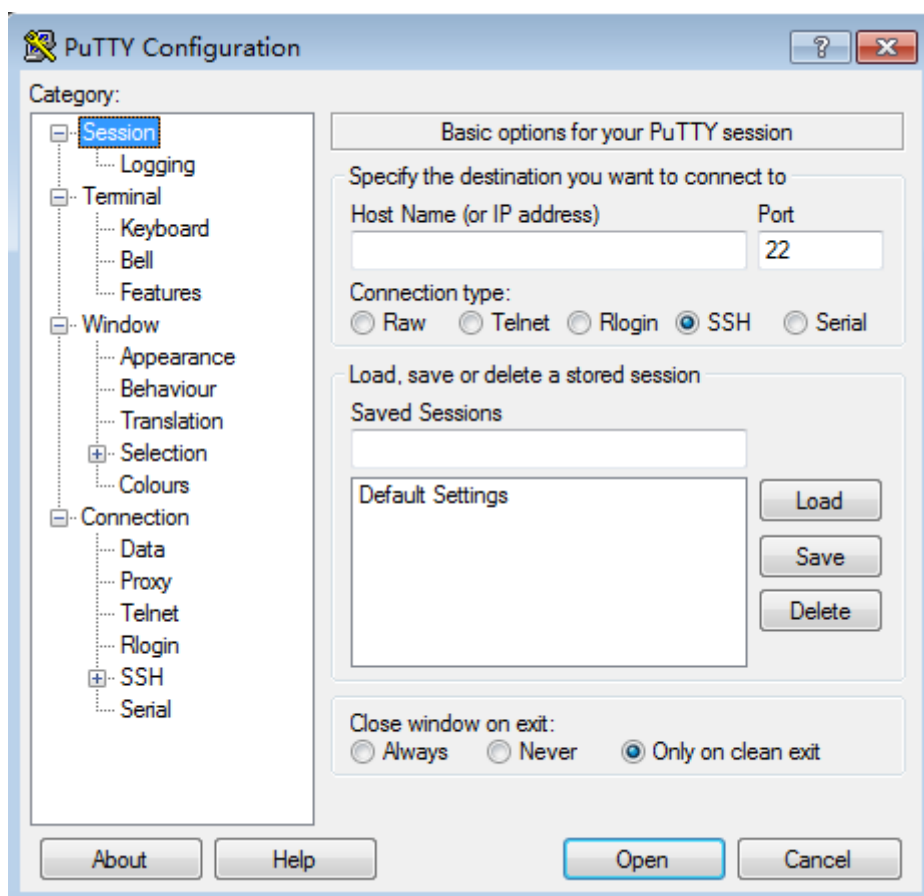 PuTTY Configuration
Category:
Session
Logging
Terminal
Keyboard
Bell
Features
Window
Appearance
Behaviour
Translation
Selection
Colours
Connection
Data
Proxy
Telnet
Rlogin
SSH
Serial
Basic options for your PuTTY session
Specify the destination you want to connect to
Host Name (or IP address) Port
22
Connection type:
Raw Telnet Rlogin SSH Serial
Load, save or delete a stored session
Saved Sessions
Default Settings
Load
Save
Delete
Close window on exit:
Always Never Only on clean exit
About Help Open Cancel